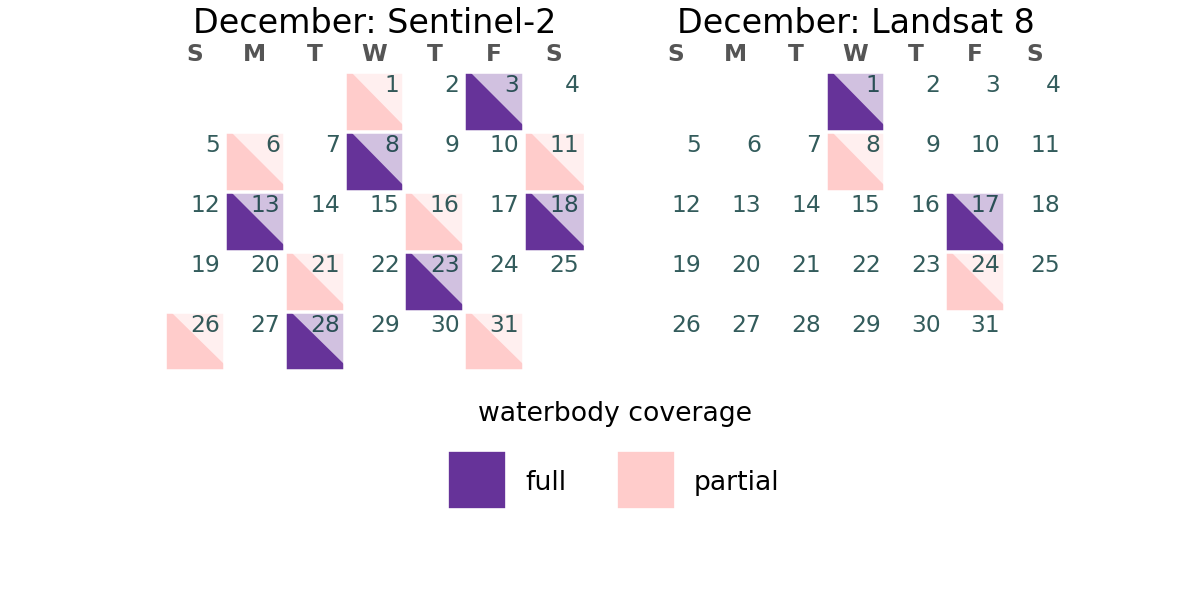 December: Sentinel-2
S M T W T F S
1 2 3 4
5 6 7 8 9 10 11
12 13 14 15 16 17 18
19 20 21 22 23 24 25
26 27 28 29 30 31
December: Landsat 8
S M T W T F S
1 2 3 4
5 6 7 8 9 10 11
12 13 14 15 16 17 18
19 20 21 22 23 24 25
26 27 28 29 30 31
waterbody coverage
full partial